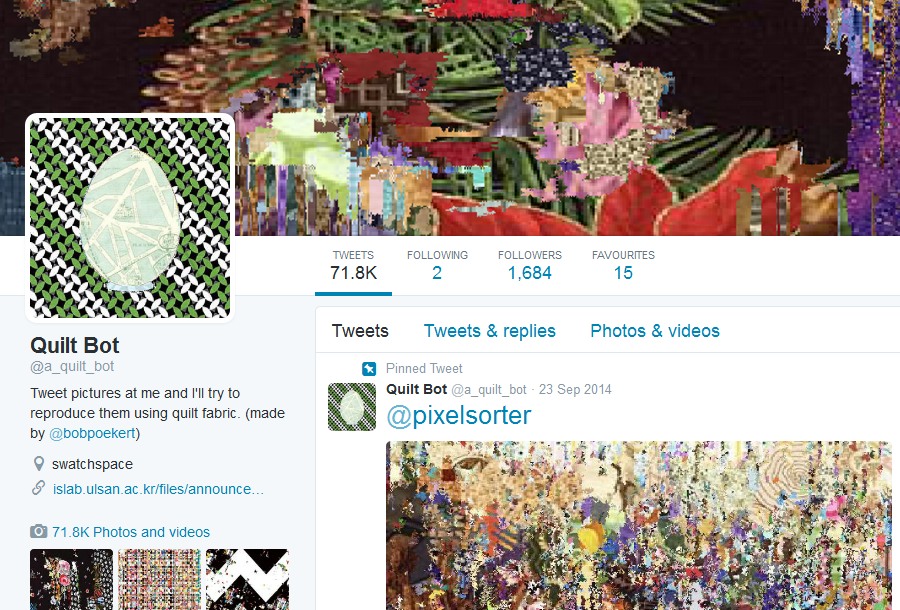 TWEETS FOLLOWING FOLLOWERS FAVOURITES
71.8K 2 1,684 15
Quilt Bot
@a_quilt_bot
Tweet pictures at me and I'll try to
reproduce them using quilt fabric. (made
by @bobpoekert)
swatchspace
islab.ulsan.ac.kr/files/announce…
71.8K Photos and videos
Tweets Tweets & replies Photos & videos
Pinned Tweet
Quilt Bot @a_quilt_bot · 23 Sep 2014
@pixelsorter